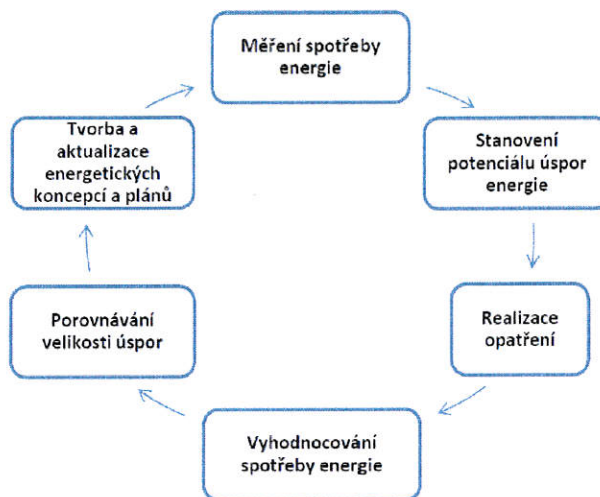 Měření spotřeby
energie
Stanovení
potenciálu úspor
energie
Realizace
opatření
Vyhodnocování
spotřeby energie
Porovnávání
velikosti úspor
Tvorba a
aktualizace
energetických
koncepcí a plánů